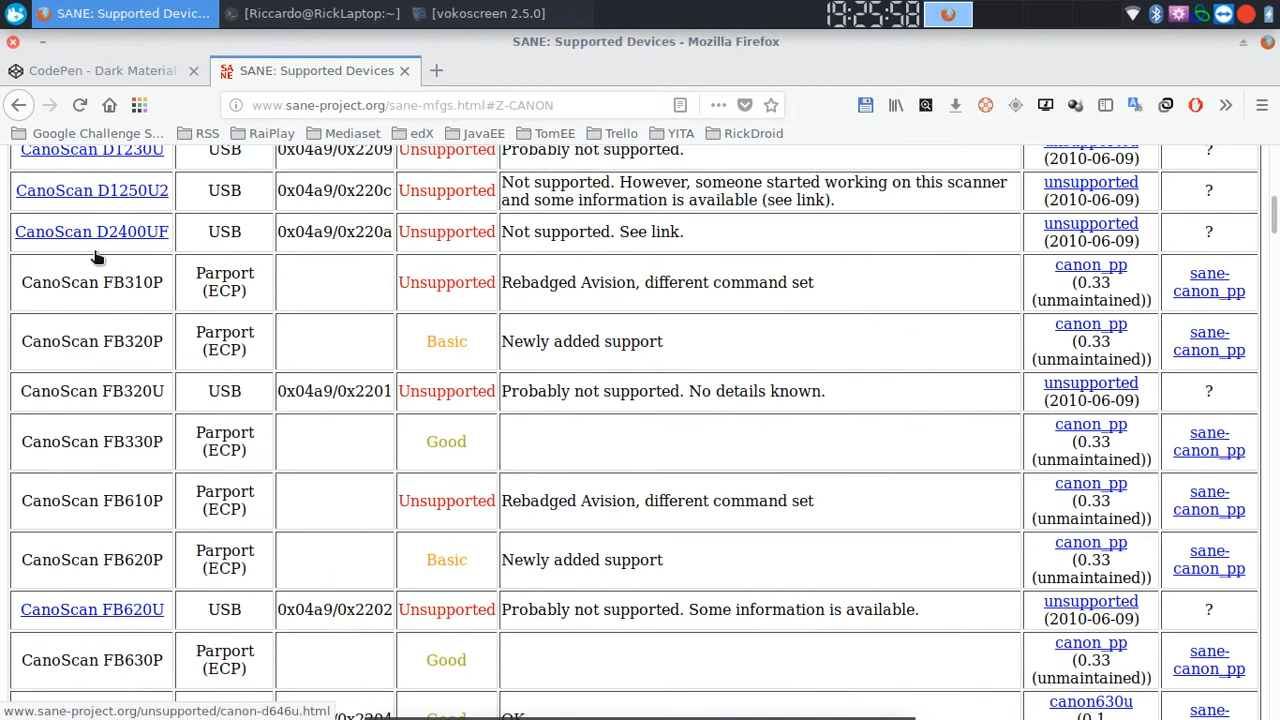 SANE: Supported Devic...
[Riccardo@RickLaptop:~]
[vokoscreen 2.5.0]
19:25:58
SANE: Supported Devices - Mozilla Firefox
CodePen - Dark Material
SANE: Supported Devices
www.sane-project.org/sane-mfgs.html#Z-CANON
Google Challenge S...
RSS
RaiPlay
Mediaset
edX
JavaEE
TomEE
Trello
YITA
RickDroid
CanoScan D1230U USB 0x04a9/0x2209 Unsupported Probably not supported. unsupported
(2010-06-09) ?
CanoScan D1250U2 USB 0x04a9/0x220c Unsupported Not supported. However, someone started working on this scanner
and some information is available (see link). unsupported
(2010-06-09) ?
CanoScan D2400UF USB 0x04a9/0x220a Unsupported Not supported. See link. unsupported
(2010-06-09) ?
CanoScan FB310P Parport
(ECP) Unsupported Rebadged Avision, different command set canon_pp
(0.33
(unmaintained)) sane-
canon_pp
CanoScan FB320P Parport
(ECP) Basic Newly added support canon_pp
(0.33
(unmaintained)) sane-
canon_pp
CanoScan FB320U USB 0x04a9/0x2201 Unsupported Probably not supported. No details known. unsupported
(2010-06-09) ?
CanoScan FB330P Parport
(ECP) Good canon_pp
(0.33
(unmaintained)) sane-
canon_pp
CanoScan FB610P Parport
(ECP) Unsupported Rebadged Avision, different command set canon_pp
(0.33
(unmaintained)) sane-
canon_pp
CanoScan FB620P Parport
(ECP) Basic Newly added support canon_pp
(0.33
(unmaintained)) sane-
canon_pp
CanoScan FB620U USB 0x04a9/0x2202 Unsupported Probably not supported. Some information is available. unsupported
(2010-06-09) ?
CanoScan FB630P Parport
(ECP) Good canon_pp
(0.33
(unmaintained)) sane-
canon_pp
www.sane-project.org/unsupported/canon-d646u.html
Good OK canon630u
(0.1 sane-